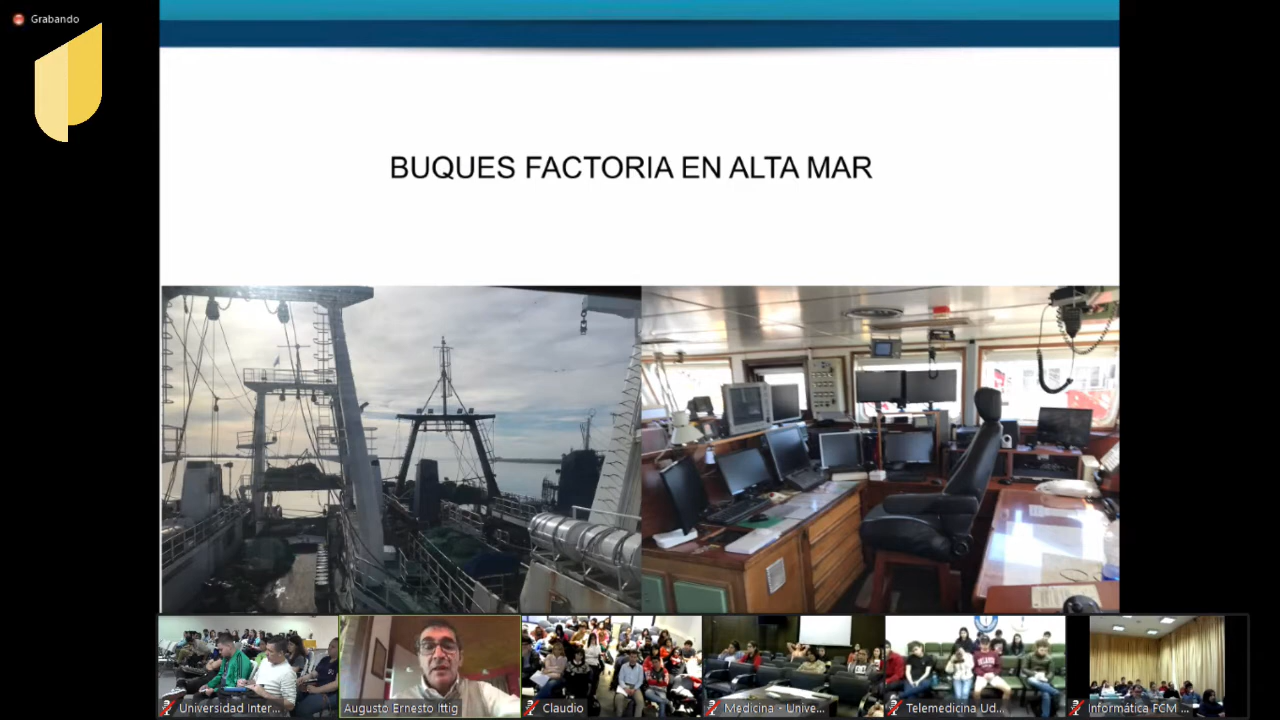 Grabando
BUQUES FACTORIA EN ALTA MAR
Universidad Inter...
Augusto Ernesto Ittig
Claudio
Medicina - Unive...
Telemedicina Ud...
Informática FCM ...